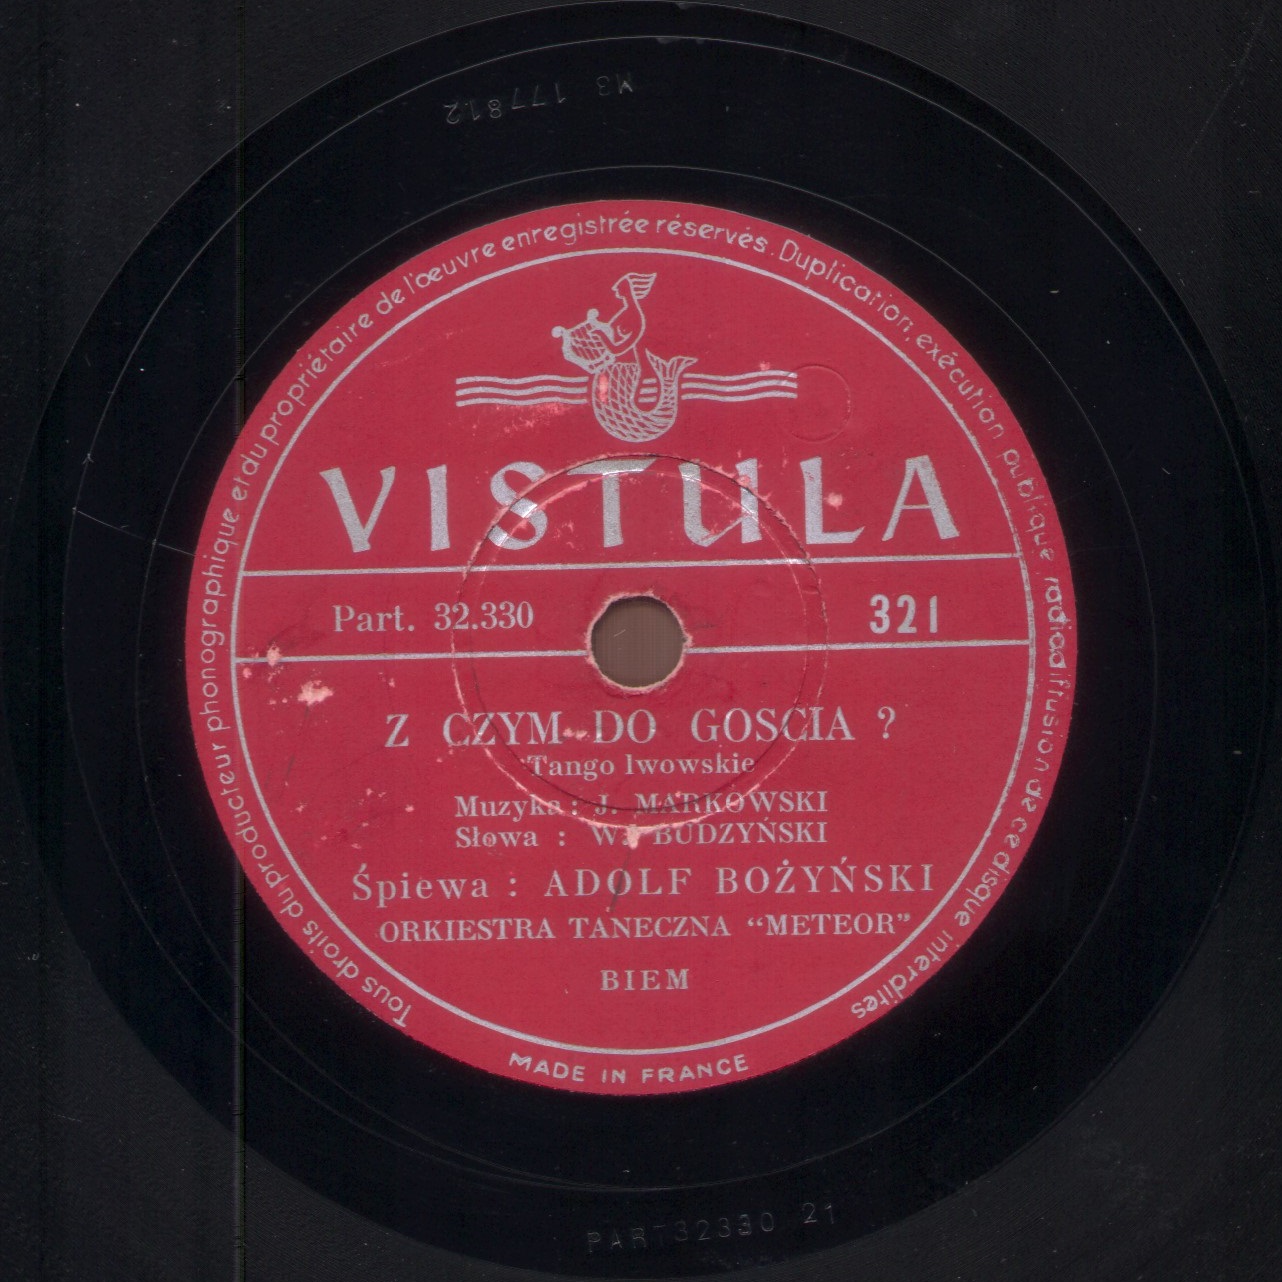 M3 177812
Tous droits du producteur phonographique et du propriétaire de l'œuvre enregistrée réservés. Duplication, exécution publique radiodiffusion de ce disque interdites
VISTULA
Part. 32.330
321
Z CZYM DO GOSCIA ?
Tango lwowskie
Muzyka : J. MARKOWSKI
Słowa : W. BUDZYŃSKI
Śpiewa : ADOLF BOŻYŃSKI
ORKIESTRA TANECZNA “METEOR”
BIEM
MADE IN FRANCE
PART 32330 21